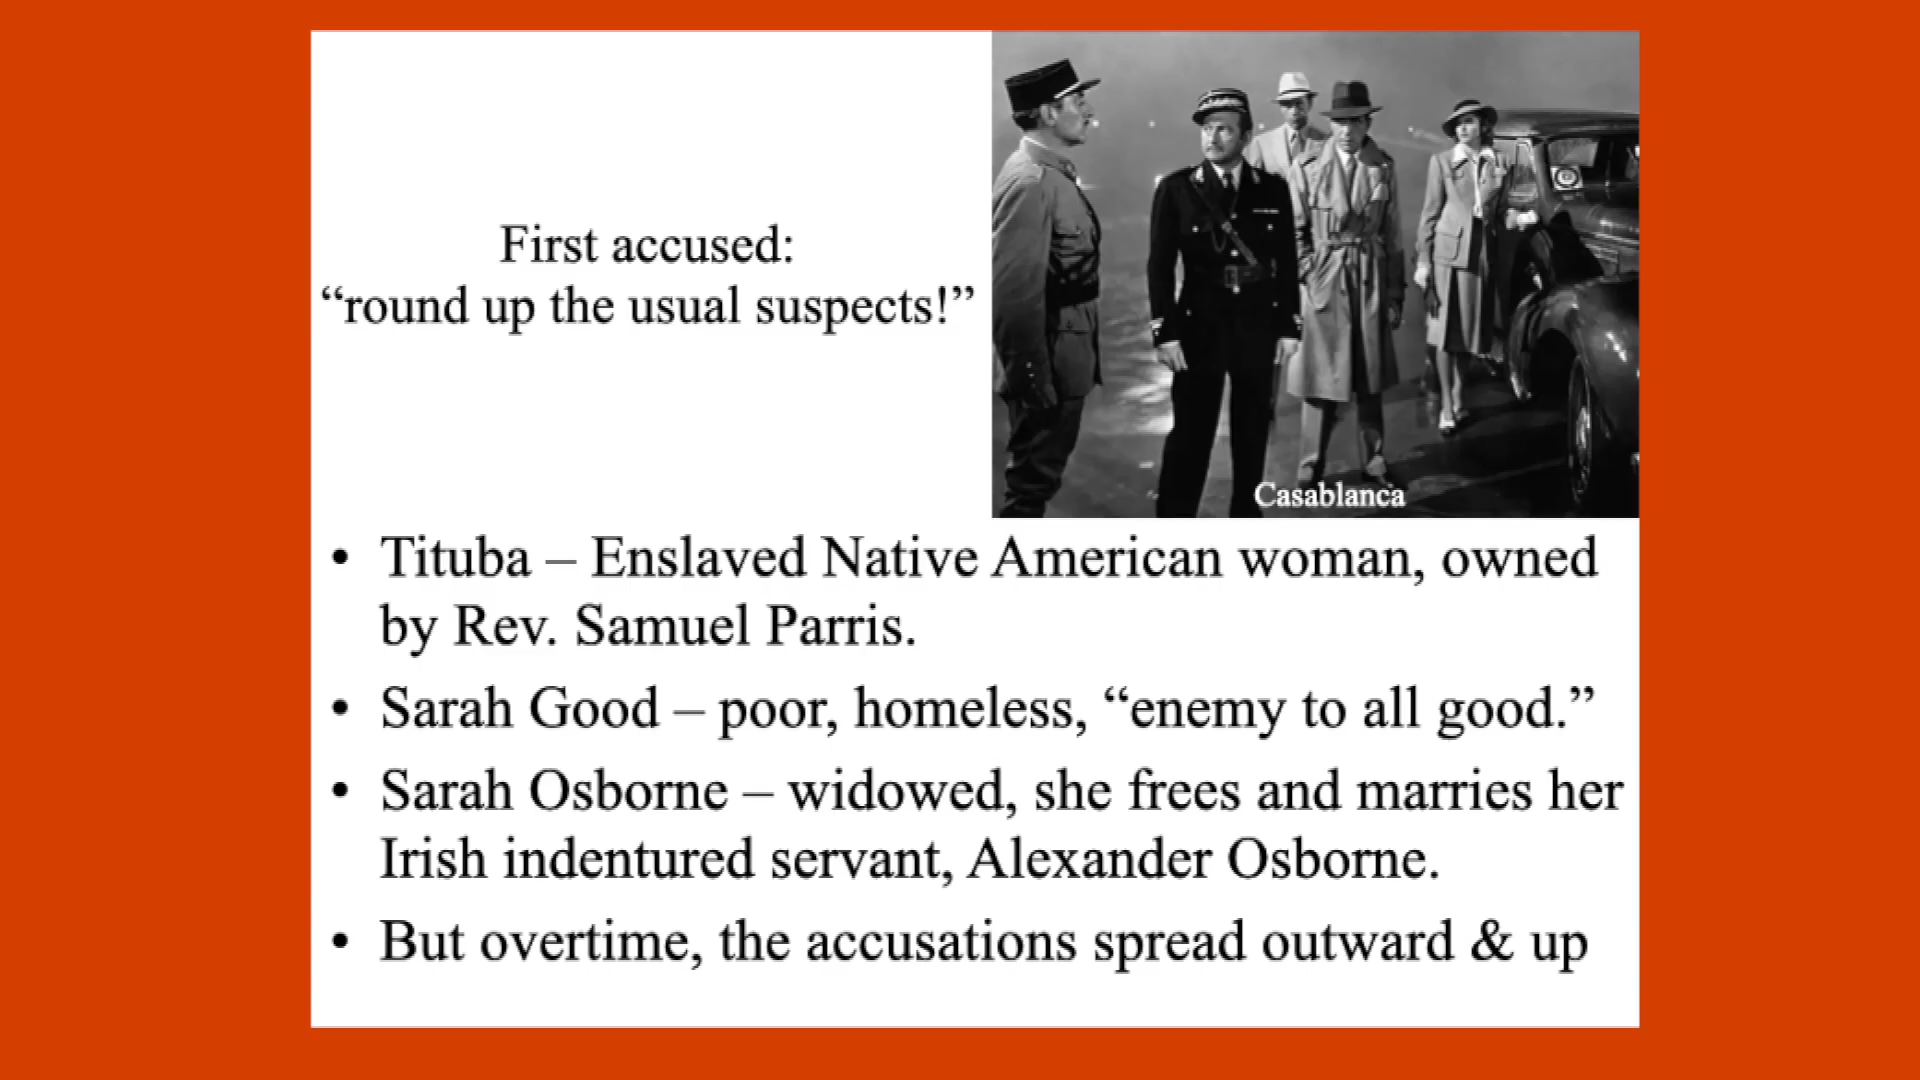 First accused:
“round up the usual suspects!”
Casablanca
• Tituba – Enslaved Native American woman, owned
by Rev. Samuel Parris.
• Sarah Good – poor, homeless, “enemy to all good.”
• Sarah Osborne – widowed, she frees and marries her
Irish indentured servant, Alexander Osborne.
• But overtime, the accusations spread outward & up